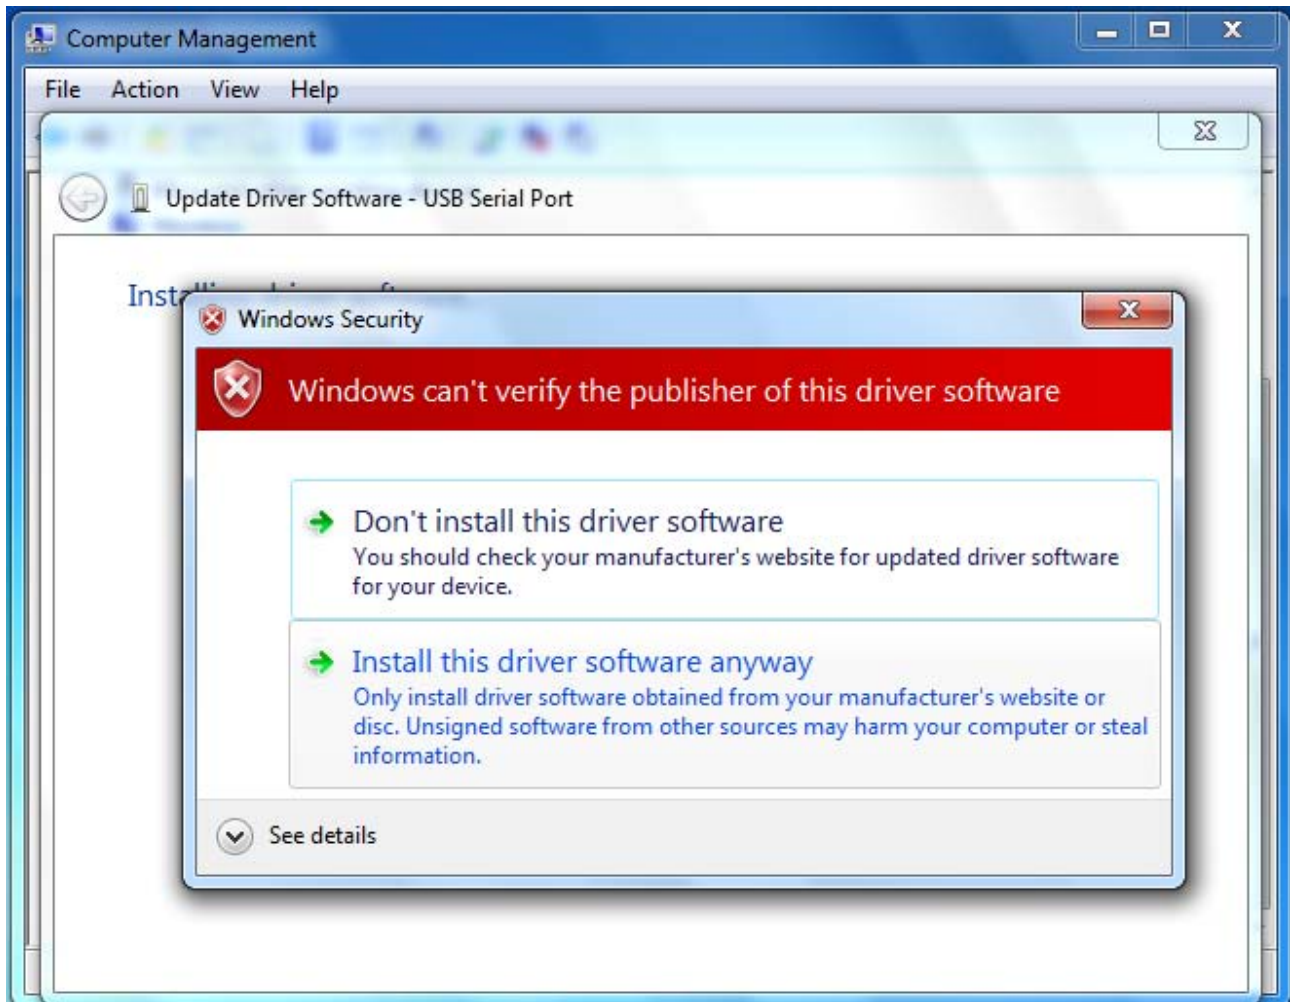 Computer Management
File Action View Help
Update Driver Software - USB Serial Port
Windows Security
Windows can't verify the publisher of this driver software
Don't install this driver software
You should check your manufacturer's website for updated driver software
for your device.
Install this driver software anyway
Only install driver software obtained from your manufacturer's website or
disc. Unsigned software from other sources may harm your computer or steal
information.
See details